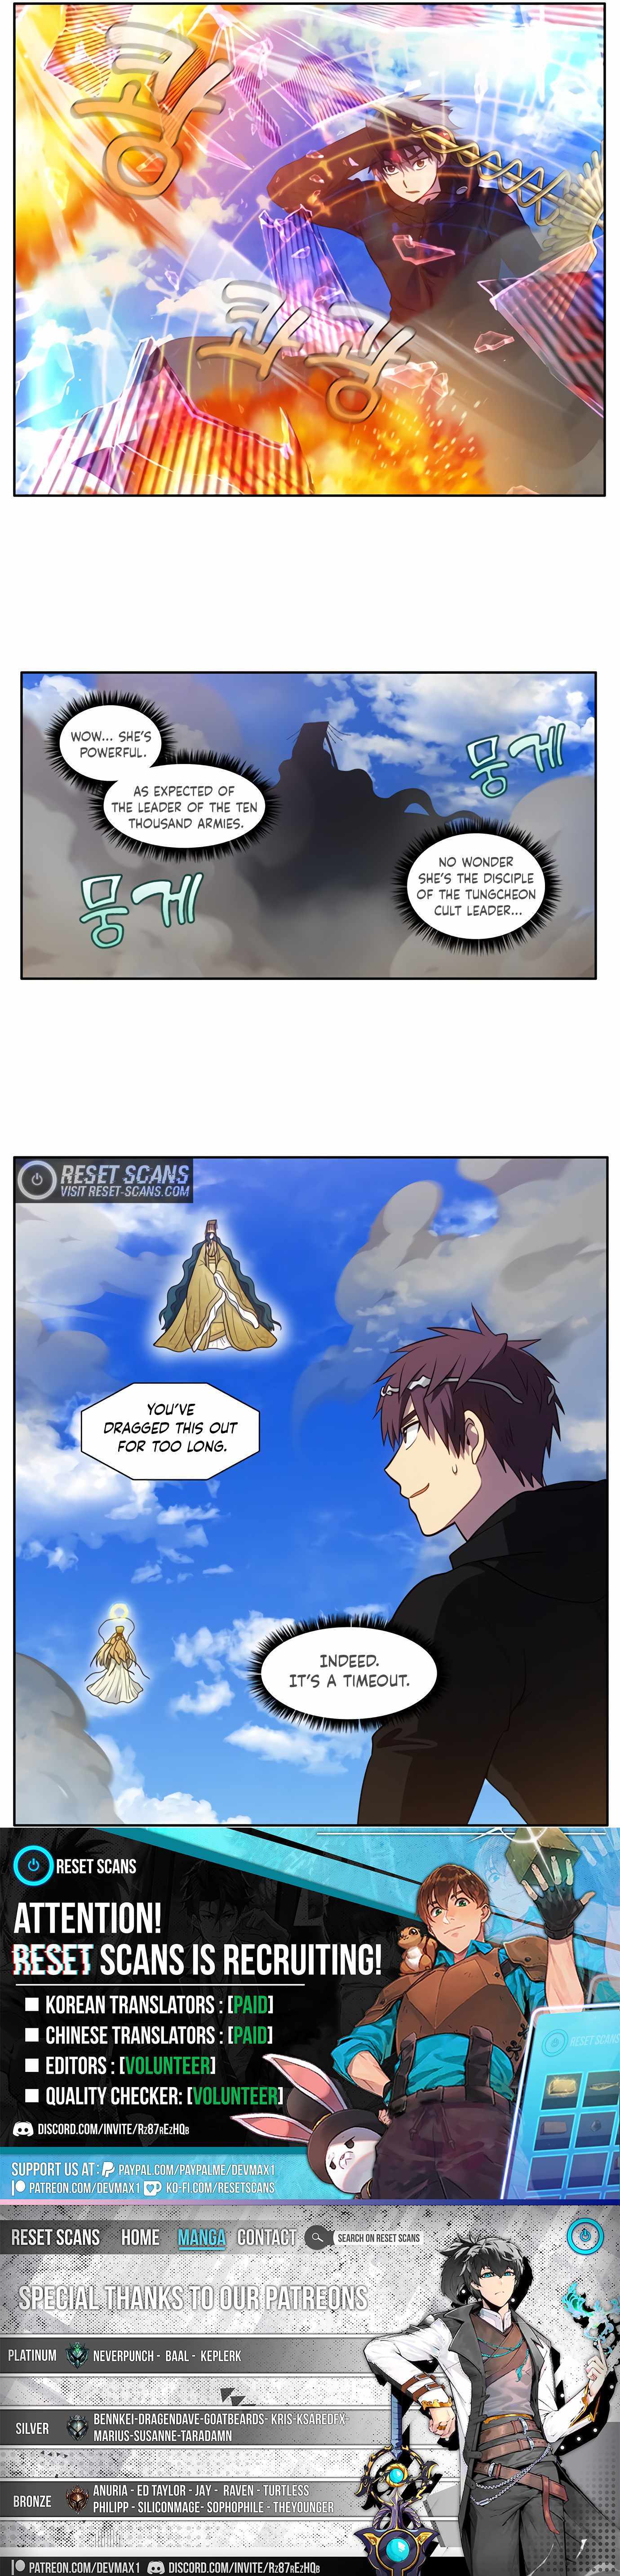 쾅
콰광
WOW... SHE'S
POWERFUL.
AS EXPECTED OF
THE LEADER OF THE TEN
THOUSAND ARMIES.
뭉게
NO WONDER
SHE'S THE DISCIPLE
OF THE TUNGCHEON
CULT LEADER...
뭉게
RESET SCANS
VISIT RESET-SCANS.COM
YOU'VE
DRAGGED THIS OUT
FOR TOO LONG.
INDEED.
IT'S A TIMEOUT.
RESET SCANS
ATTENTION!
RESET SCANS IS RECRUITING!
KOREAN TRANSLATORS : [PAID]
CHINESE TRANSLATORS : [PAID]
EDITORS : [VOLUNTEER]
QUALITY CHECKER: [VOLUNTEER]
DISCORD.COM/INVITE/Rz87rEzHQB
RESET SCANS
SUPPORT US AT: PAYPAL.COM/PAYPALME/DEVMAX1
PATREON.COM/DEVMAX1 KO-FI.COM/RESETSCANS
RESET SCANS HOME MANGA CONTACT SEARCH ON RESET SCANS
SPECIAL THANKS TO OUR PATREONS
PLATINUM NEVERPUNCH - BAAL - KEPLERK
SILVER BENNKEI-DRAGENDAVE-GOATBEARDS- KRIS-KSAREDFX-
MARIUS-SUSANNE-TARADAMN
BRONZE ANURIA - ED TAYLOR - JAY - RAVEN - TURTLESS
PHILIPP - SILICONMAGE- SOPHOPHILE - THEYOUNGER
PATREON.COM/DEVMAX1 DISCORD.COM/INVITE/Rz87rEzHQB